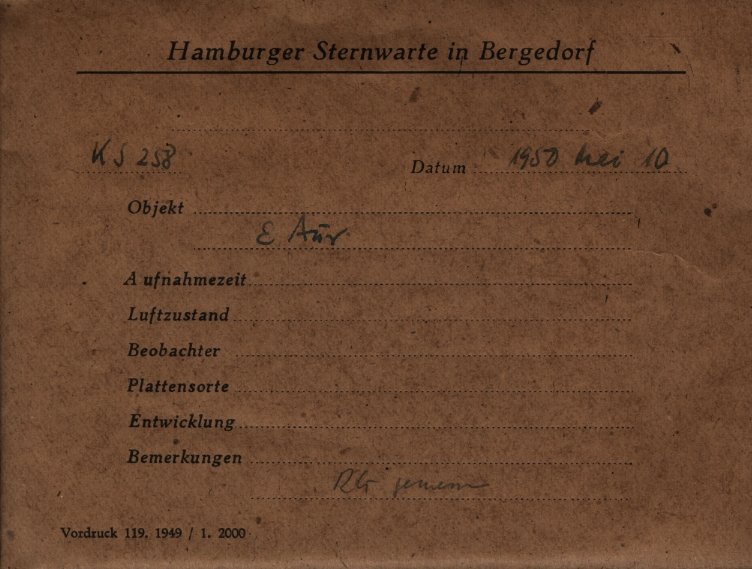 Hamburger Sternwarte in Bergedorf
KS 258 Datum 1950 Mai 10
Objekt
ε Aur
Aufnahmezeit
Luftzustand
Beobachter
Plattensorte
Entwicklung
Bemerkungen
Vordruck 119. 1949 / 1. 2000